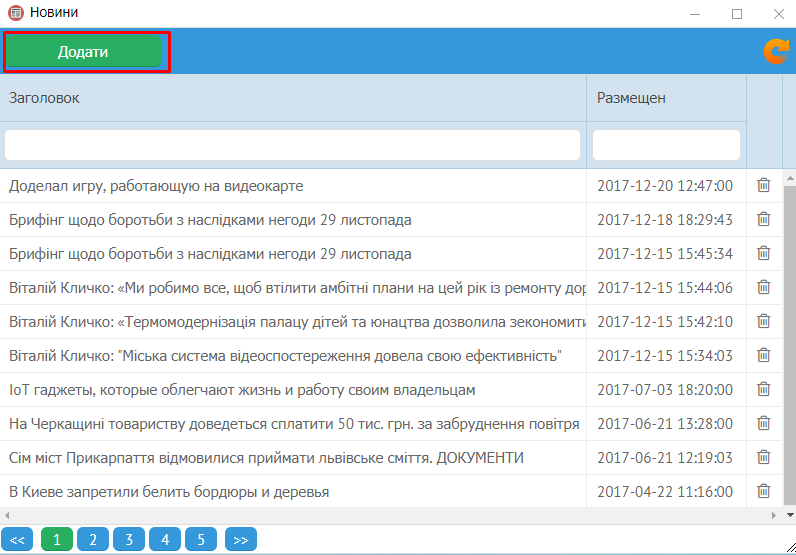 Новини
Додати
Заголовок Размещен
Доделал игру, работающую на видеокарте 2017-12-20 12:47:00
Брифінг щодо боротьби з наслідками негоди 29 листопада 2017-12-18 18:29:43
Брифінг щодо боротьби з наслідками негоди 29 листопада 2017-12-15 15:45:34
Віталій Кличко: «Ми робимо все, щоб втілити амбітні плани на цей рік із ремонту дор 2017-12-15 15:44:06
Віталій Кличко: «Термомодернізація палацу дітей та юнацтва дозволила зекономити 2017-12-15 15:42:10
Віталій Кличко: "Міська система відеоспостереження довела свою ефективність" 2017-12-15 15:34:03
IoT гаджеты, которые облегчают жизнь и работу своим владельцам 2017-07-03 18:20:00
На Черкащині товариству доведеться сплатити 50 тис. грн. за забруднення повітря 2017-06-21 13:28:00
Сім міст Прикарпаття відмовилися приймати львівське сміття. ДОКУМЕНТИ 2017-06-21 12:19:03
В Киеве запретили белить бордюры и деревья 2017-04-22 11:16:00
<< 1 2 3 4 5 >>